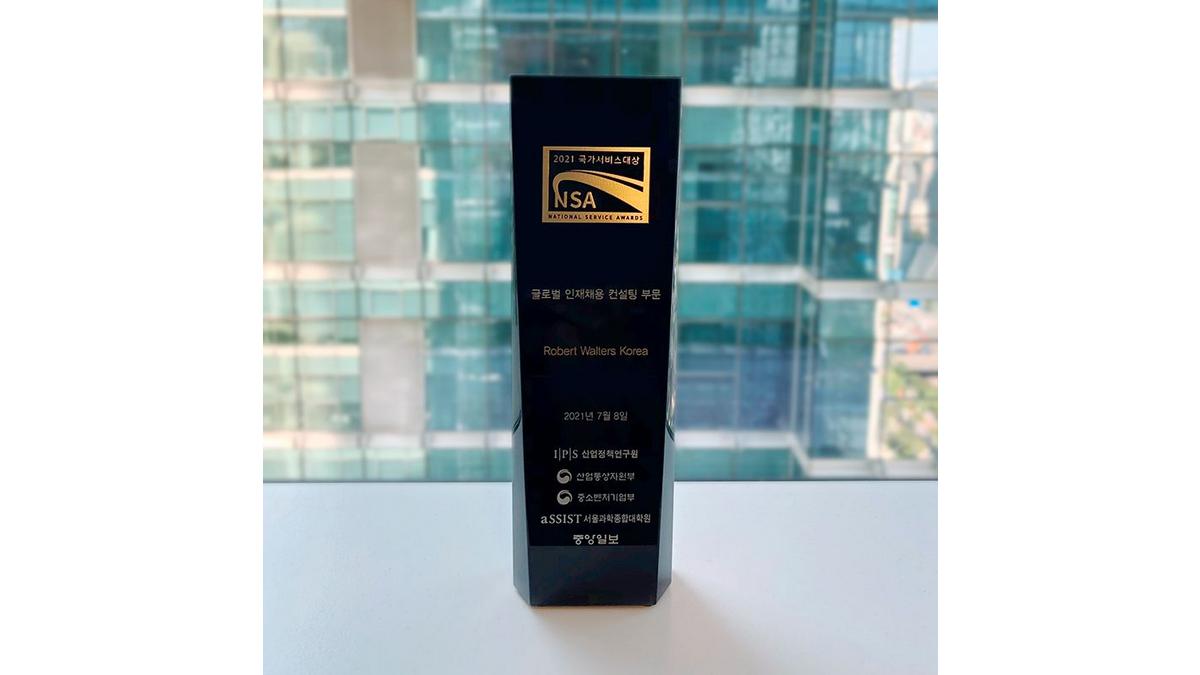 2021 국가서비스대상
NSA
NATIONAL SERVICE AWARDS
글로벌 인재채용 컨설팅 부문
Robert Walters Korea
2021년 7월 8일
I|P|S 산업정책연구원
산업통상자원부
중소벤처기업부
aSSIST 서울과학종합대학원
중앙일보